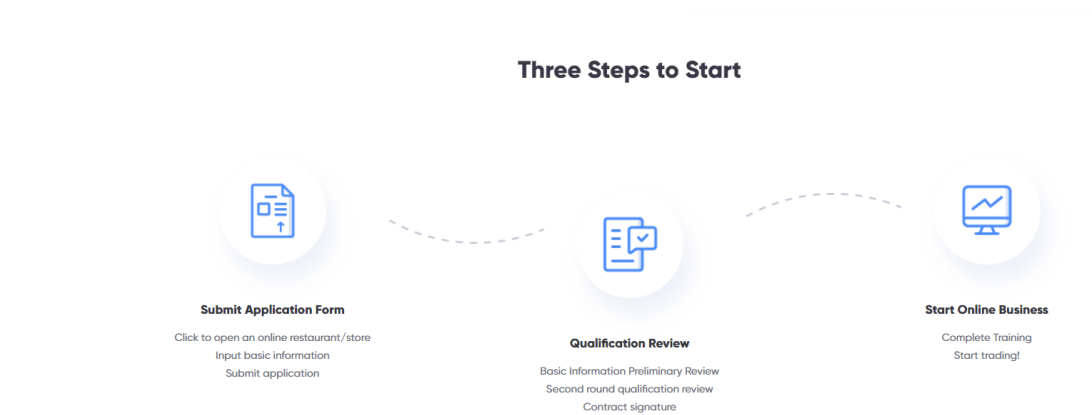 Three Steps to Start
Submit Application Form
Click to open an online restaurant/store
Input basic information
Submit application
Qualification Review
Basic Information Preliminary Review
Second round qualification review
Contract signature
Start Online Business
Complete Training
Start trading!